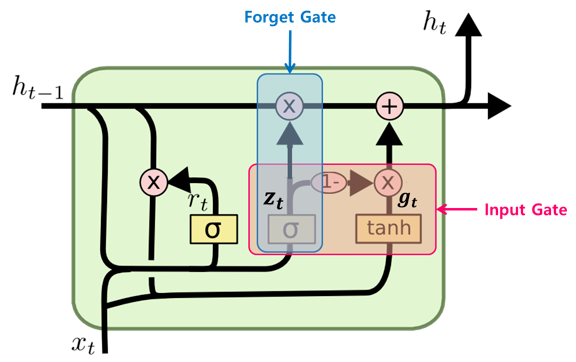 Forget Gate
h_t
h_{t-1}
x
+
x
r_t
z_t
1-
x
g_t
σ
σ
tanh
Input Gate
x_t